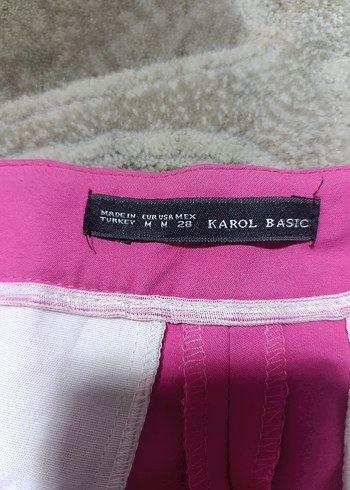 MADE IN TURKEY
EUR USA MEX
M M 28
KAROL BASIC